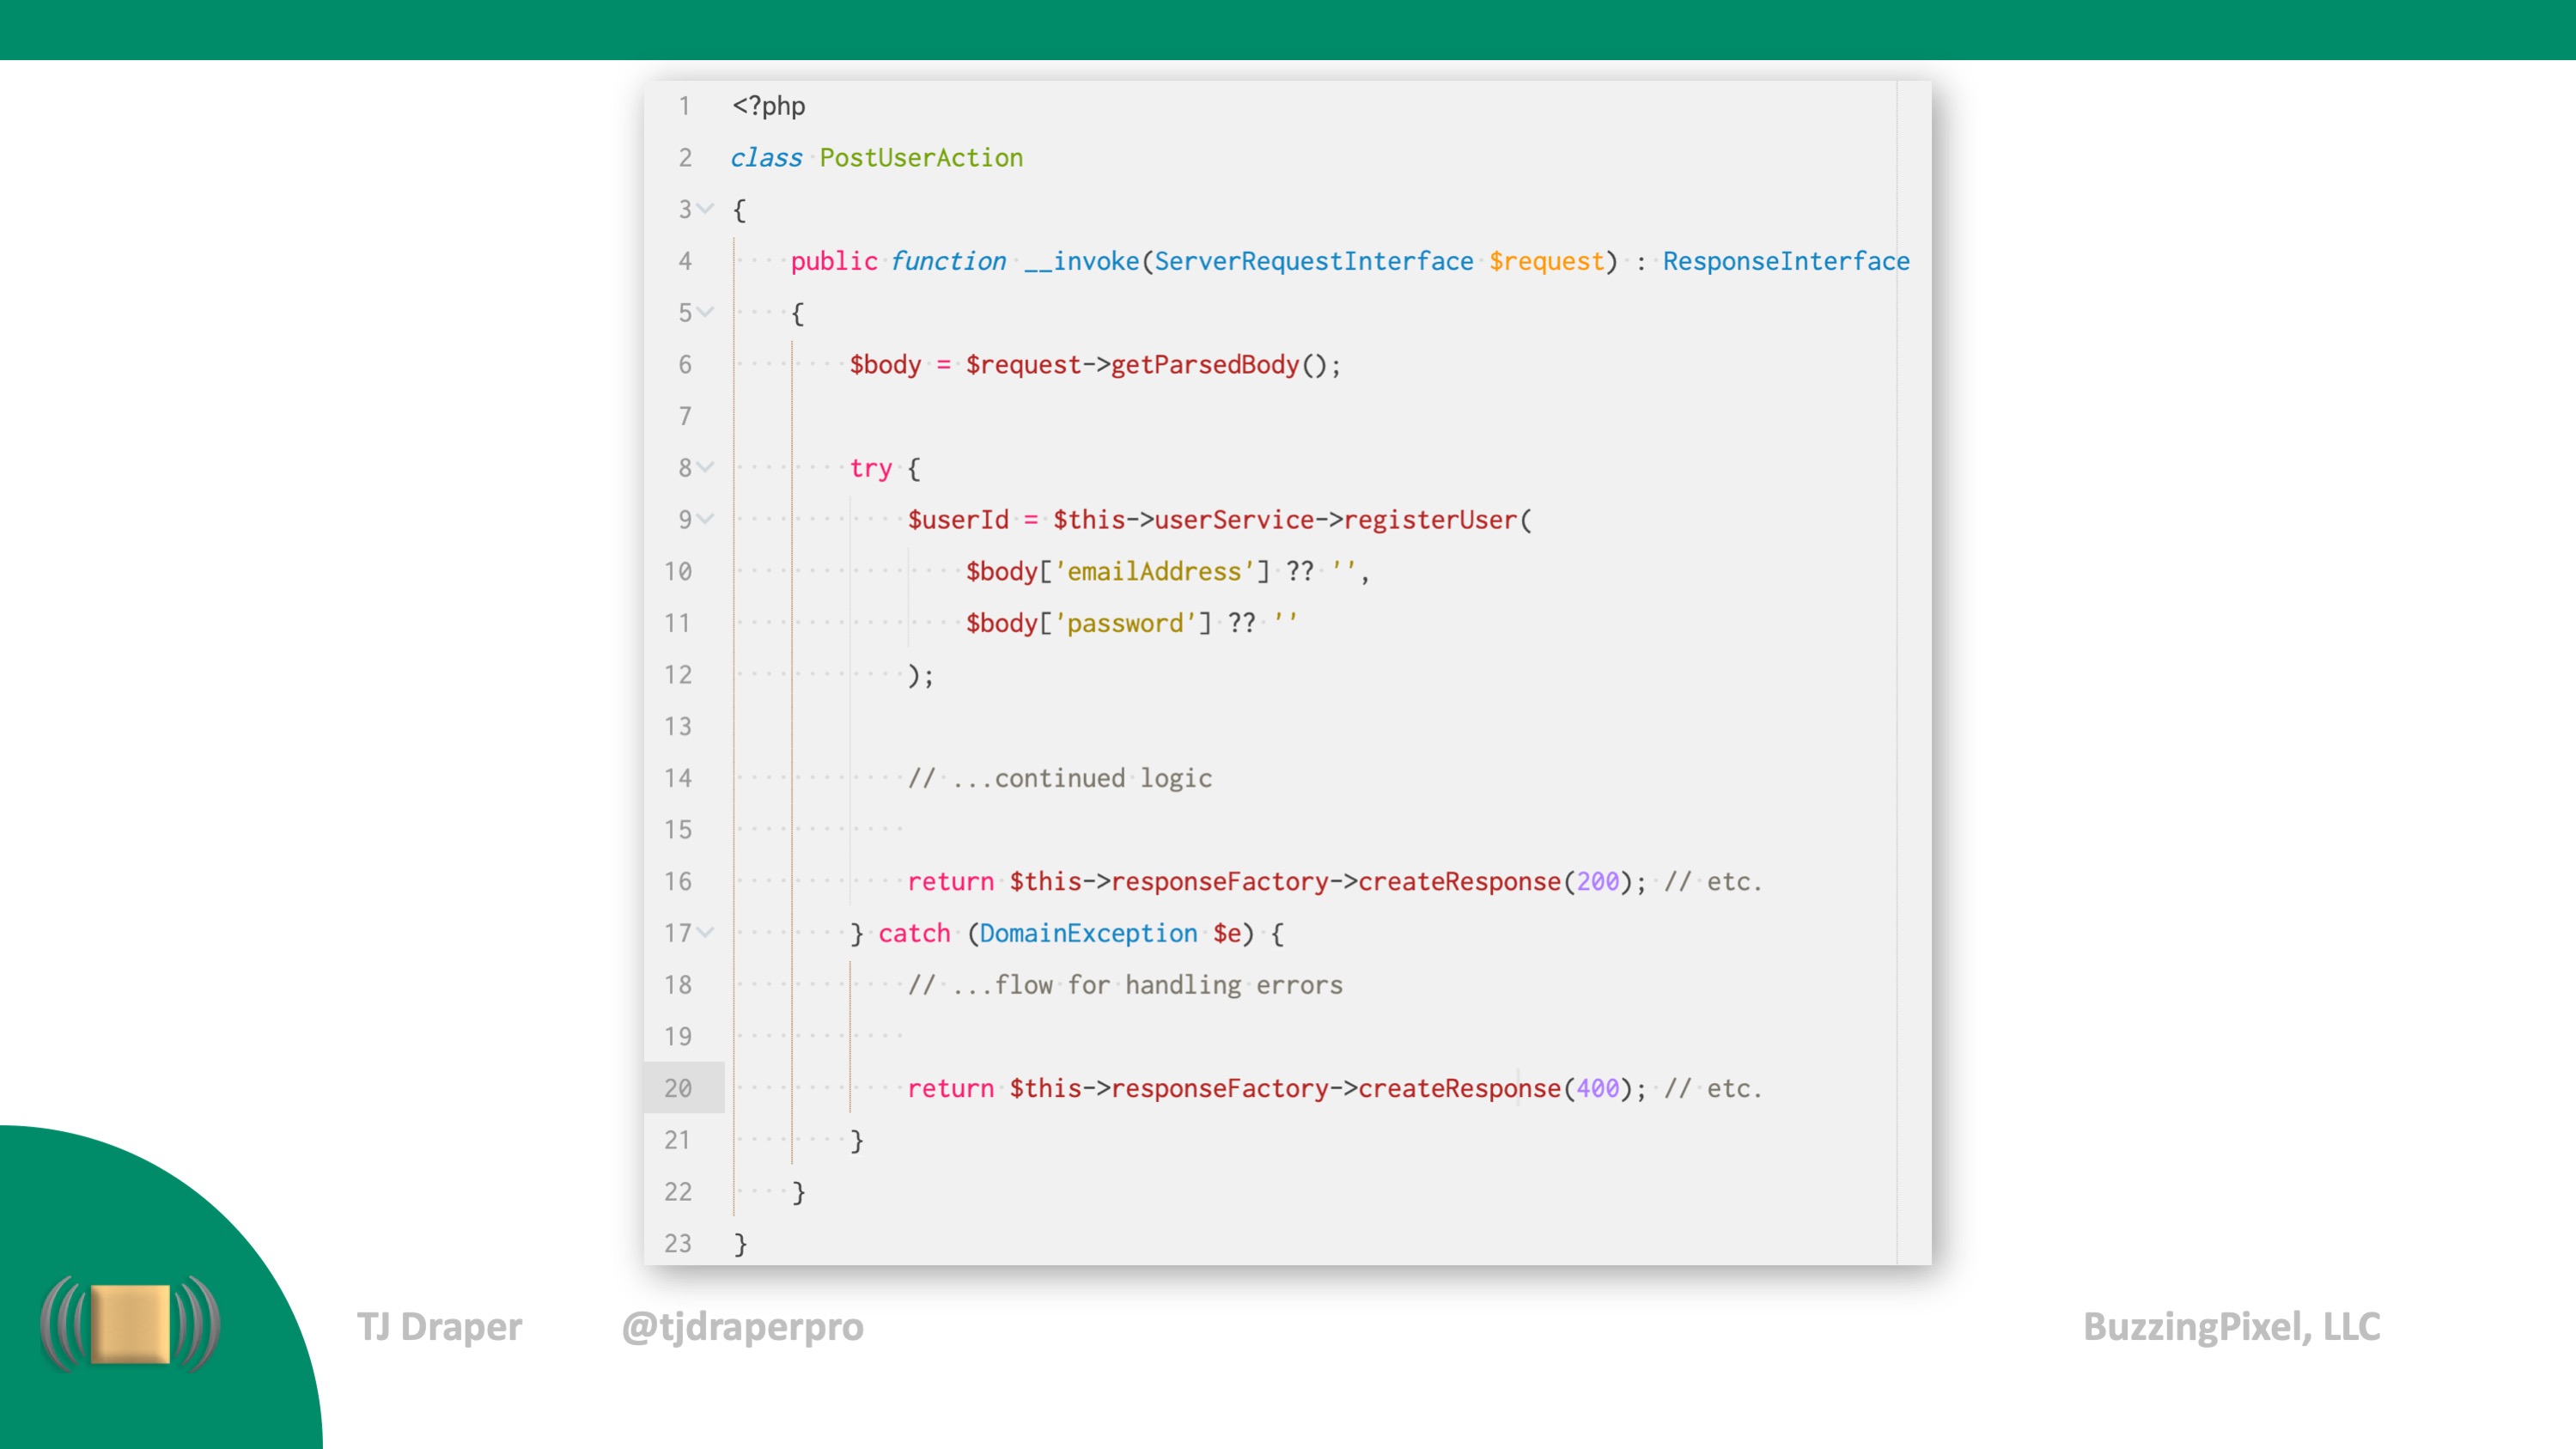 1 <?php
2 class PostUserAction
3 {
4     public function __invoke(ServerRequestInterface $request) : ResponseInterface
5     {
6         $body = $request->getParsedBody();
7
8         try {
9             $userId = $this->userService->registerUser(
10                 $body['emailAddress'] ?? '',
11                 $body['password'] ?? ''
12             );
13
14             // ...continued logic
15
16             return $this->responseFactory->createResponse(200); // etc.
17         } catch (DomainException $e) {
18             // ...flow for handling errors
19
20             return $this->responseFactory->createResponse(400); // etc.
21         }
22     }
23 }
TJ Draper @tjdraperpro BuzzingPixel, LLC